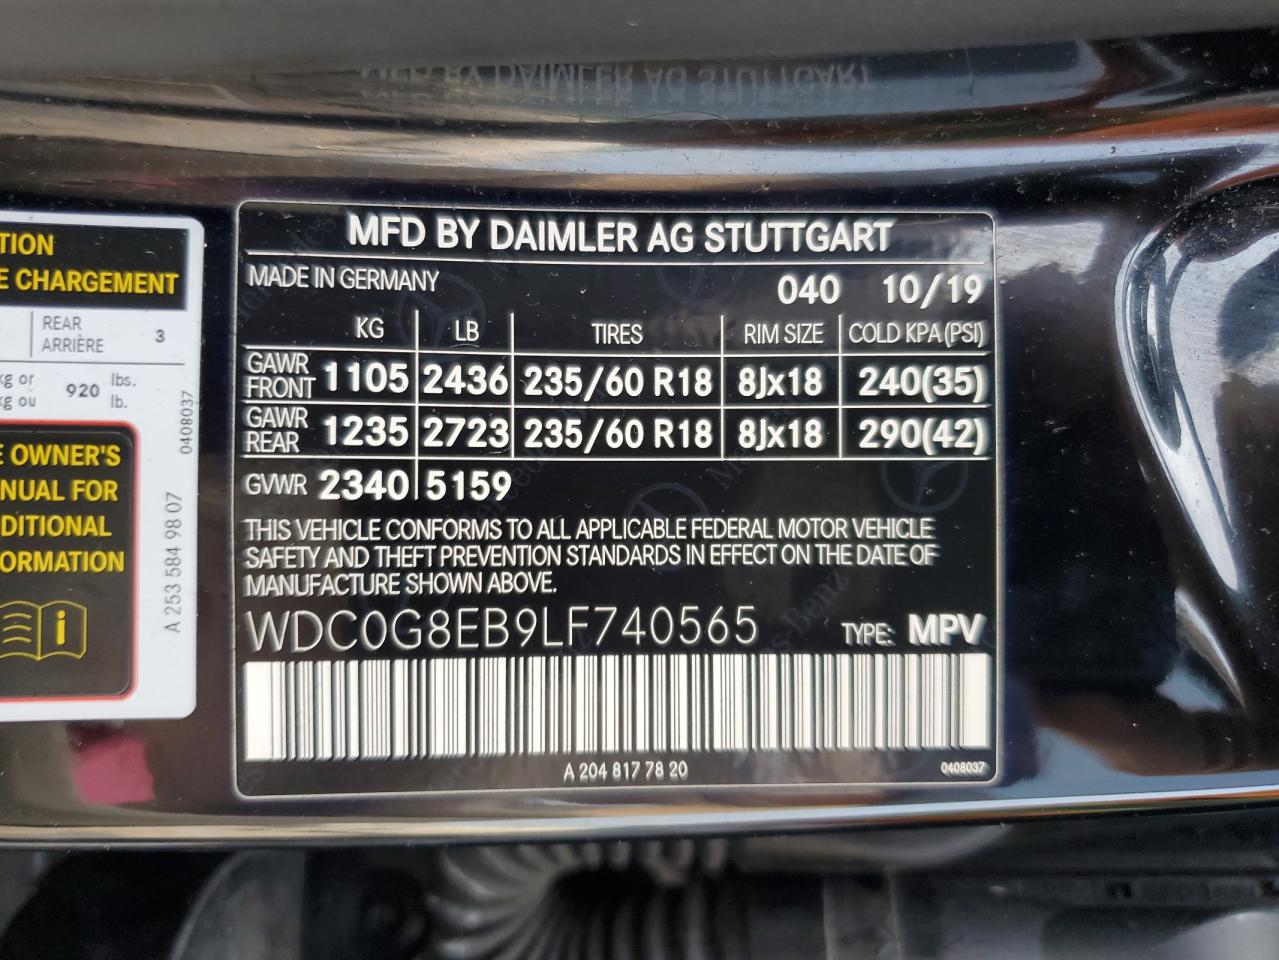 TION
E CHARGEMENT
REAR
ARRIÈRE 3
kg or
kg ou 920 lbs.
lb.
0408037
E OWNER'S
NUAL FOR
DITIONAL
ORMATION
A 253 584 98 07
MFD BY DAIMLER AG STUTTGART
MADE IN GERMANY 040 10/19
KG LB TIRES RIM SIZE COLD KPA(PSI)
GAWR
FRONT 1105 2436 235/60 R18 8Jx18 240(35)
GAWR
REAR 1235 2723 235/60 R18 8Jx18 290(42)
GVWR 2340 5159
THIS VEHICLE CONFORMS TO ALL APPLICABLE FEDERAL MOTOR VEHICLE
SAFETY AND THEFT PREVENTION STANDARDS IN EFFECT ON THE DATE OF
MANUFACTURE SHOWN ABOVE.
WDC0G8EB9LF740565 TYPE: MPV
A 204 817 78 20 0408037